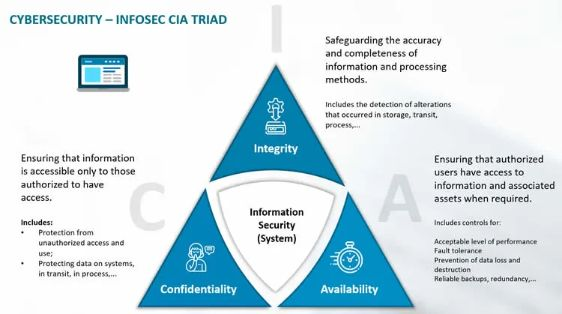 CYBERSECURITY – INFOSEC CIA TRIAD
I
Safeguarding the accuracy
and completeness of
information and processing
methods.
Includes the detection of alterations
that occurred in storage, transit,
process,...
Integrity
Ensuring that information
is accessible only to those
authorized to have
access.
Includes:
• Protection from
unauthorized access and
use;
• Protecting data on systems,
in transit, in process,...
C
Confidentiality
Information
Security
(System)
A
Availability
Ensuring that authorized
users have access to
information and associated
assets when required.
Includes controls for:
Acceptable level of performance
Fault tolerance
Prevention of data loss and
destruction
Reliable backups, redundancy,...